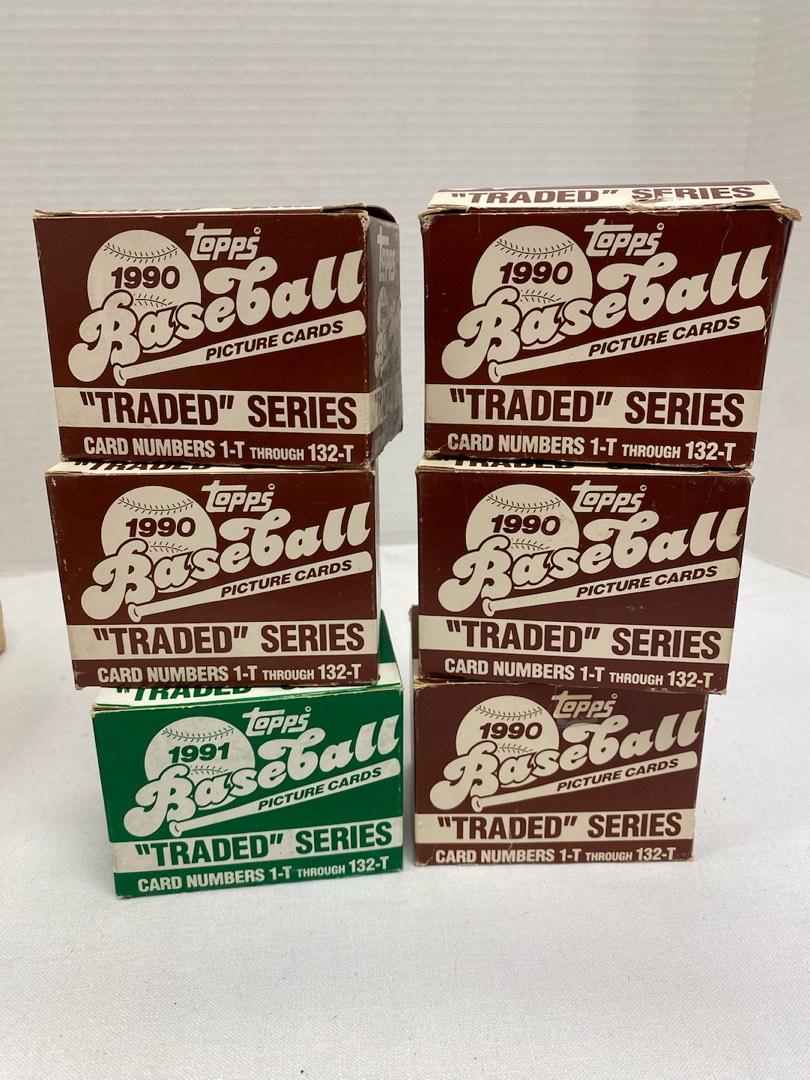 Topps
1990
Baseball
PICTURE CARDS
"TRADED" SERIES
CARD NUMBERS 1-T THROUGH 132-T
"TRADED" SERIES
Topps
1990
Baseball
PICTURE CARDS
"TRADED" SERIES
CARD NUMBERS 1-T THROUGH 132-T
Topps
1990
Baseball
PICTURE CARDS
"TRADED" SERIES
CARD NUMBERS 1-T THROUGH 132-T
Topps
1990
Baseball
PICTURE CARDS
"TRADED" SERIES
CARD NUMBERS 1-T THROUGH 132-T
"TRADED"
Topps
1991
Baseball
PICTURE CARDS
"TRADED" SERIES
CARD NUMBERS 1-T THROUGH 132-T
Topps
1990
Baseball
PICTURE CARDS
"TRADED" SERIES
CARD NUMBERS 1-T THROUGH 132-T